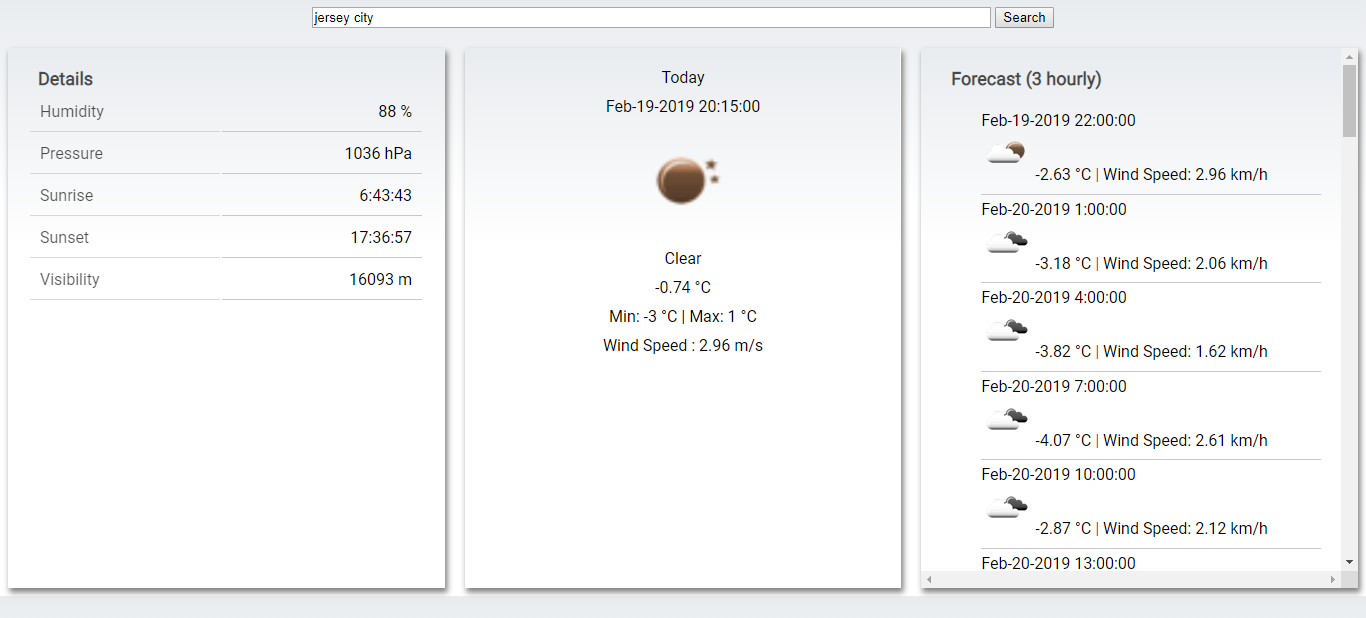 jersey city
Search
Details
Humidity 88 %
Pressure 1036 hPa
Sunrise 6:43:43
Sunset 17:36:57
Visibility 16093 m
Today
Feb-19-2019 20:15:00
Clear
-0.74 °C
Min: -3 °C | Max: 1 °C
Wind Speed : 2.96 m/s
Forecast (3 hourly)
Feb-19-2019 22:00:00
-2.63 °C | Wind Speed: 2.96 km/h
Feb-20-2019 1:00:00
-3.18 °C | Wind Speed: 2.06 km/h
Feb-20-2019 4:00:00
-3.82 °C | Wind Speed: 1.62 km/h
Feb-20-2019 7:00:00
-4.07 °C | Wind Speed: 2.61 km/h
Feb-20-2019 10:00:00
-2.87 °C | Wind Speed: 2.12 km/h
Feb-20-2019 13:00:00